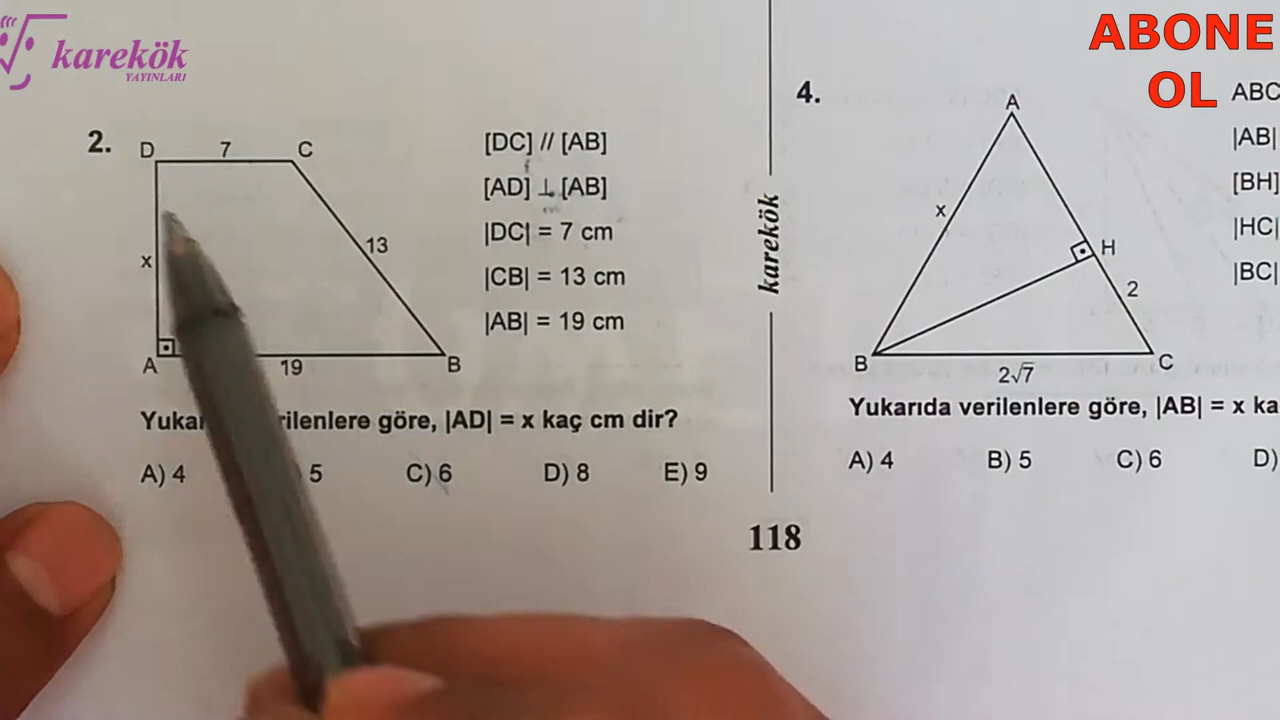 karekök
YAYINLARI
ABONE
OL
2.
D
7
C
x
13
A
19
B
[DC] // [AB]
[AD] ⊥ [AB]
|DC| = 7 cm
|CB| = 13 cm
|AB| = 19 cm
göre, |AD| = x kaç cm dir?
A) 4
5
C) 6
D) 8
E) 9
karekök
118
4.
A
x
H
2
B
2√7
C
ABC
|AB|
[BH]
|HC|
|BC|
Yukarıda verilenlere göre, |AB| = x ka
A) 4
B) 5
C) 6
D)